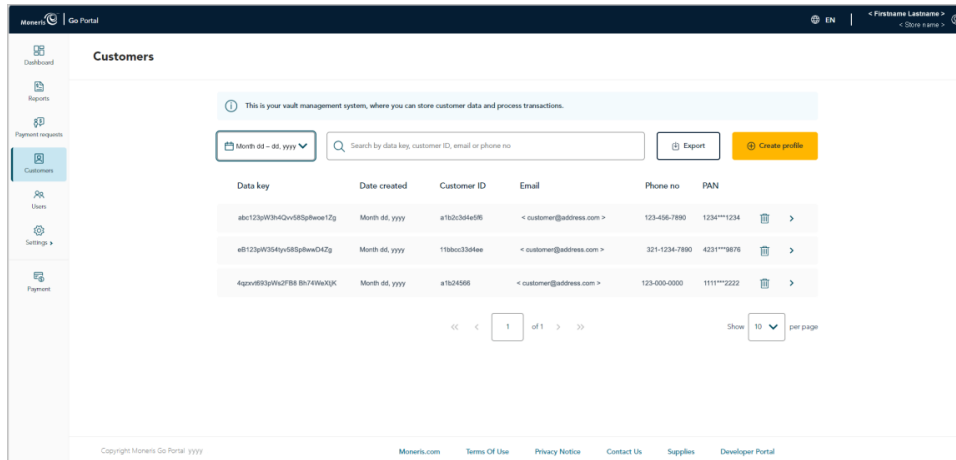 Moneris Go Portal
EN
< Firstname Lastname >
< Store name >
Dashboard
Reports
Payment requests
Customers
Users
Settings
Payment
Customers
This is your vault management system, where you can store customer data and process transactions.
Month dd – dd, yyyy
Search by data key, customer ID, email or phone no
Export
Create profile
Data key Date created Customer ID Email Phone no PAN
abc123pW3h4Qvv58Sp8woe1Zg Month dd, yyyy a1b2c3d4e5f6 < customer@address.com > 123-456-7890 1234***1234
eB123pW354tyv58Sp8wwD4Zg Month dd, yyyy 11bbcc33d4ee < customer@address.com > 321-1234-7890 4231***9876
4qzxvt693pWs2FB8 Bh74WeXtjK Month dd, yyyy a1b24566 < customer@address.com > 123-000-0000 1111***2222
<< < 1 of 1 > >>
Show 10 per page
Copyright Moneris Go Portal yyyy
Moneris.com Terms Of Use Privacy Notice Contact Us Supplies Developer Portal